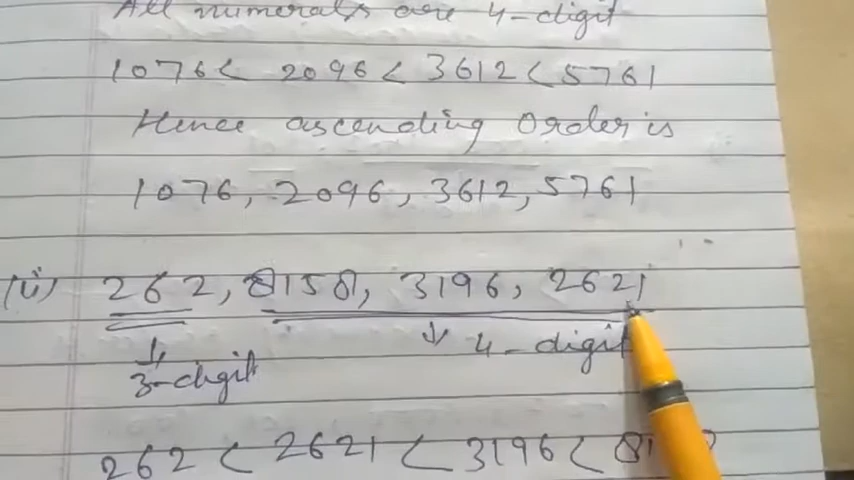 All numerals are 4-digit
1076 < 2096 < 3612 < 5761
Hence ascending Order is
1076, 2096, 3612, 5761
(ii) 262, 8158, 3196, 2621
3-digit 4-digit
262 < 2621 < 3196 < 81